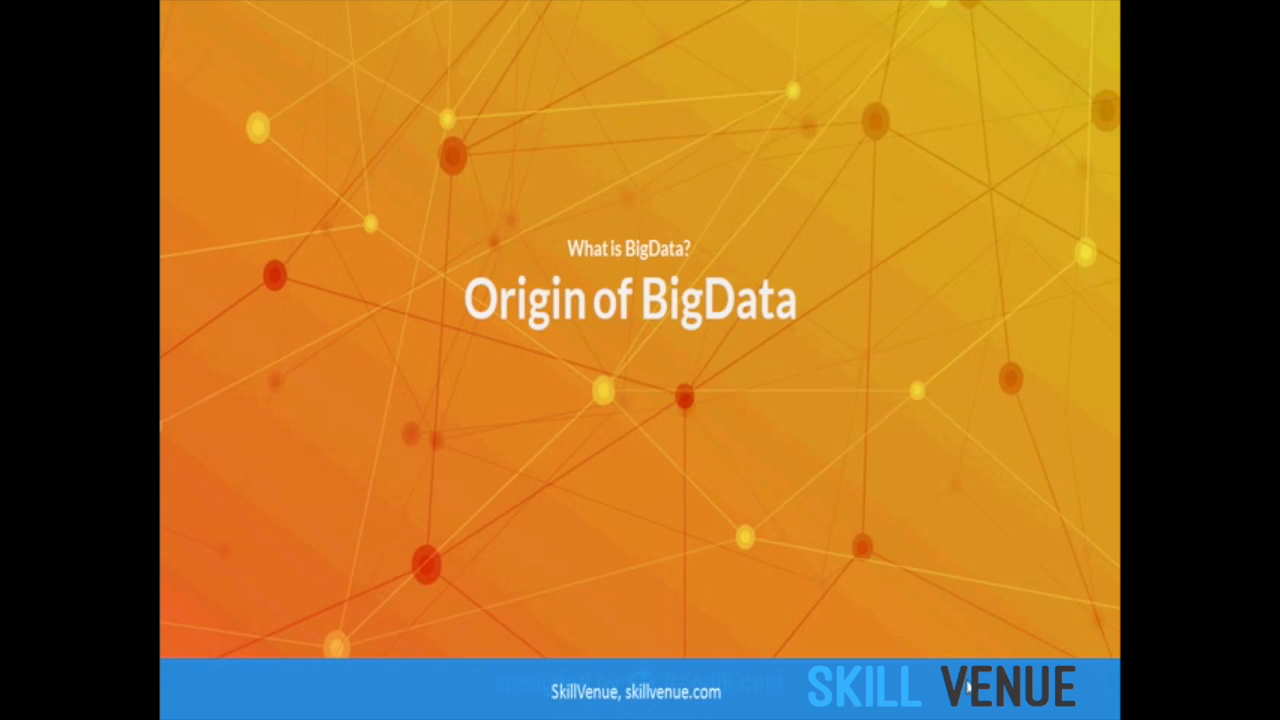 What is BigData?
Origin of BigData
SkillVenue, skillvenue.com
SKILL VENUE